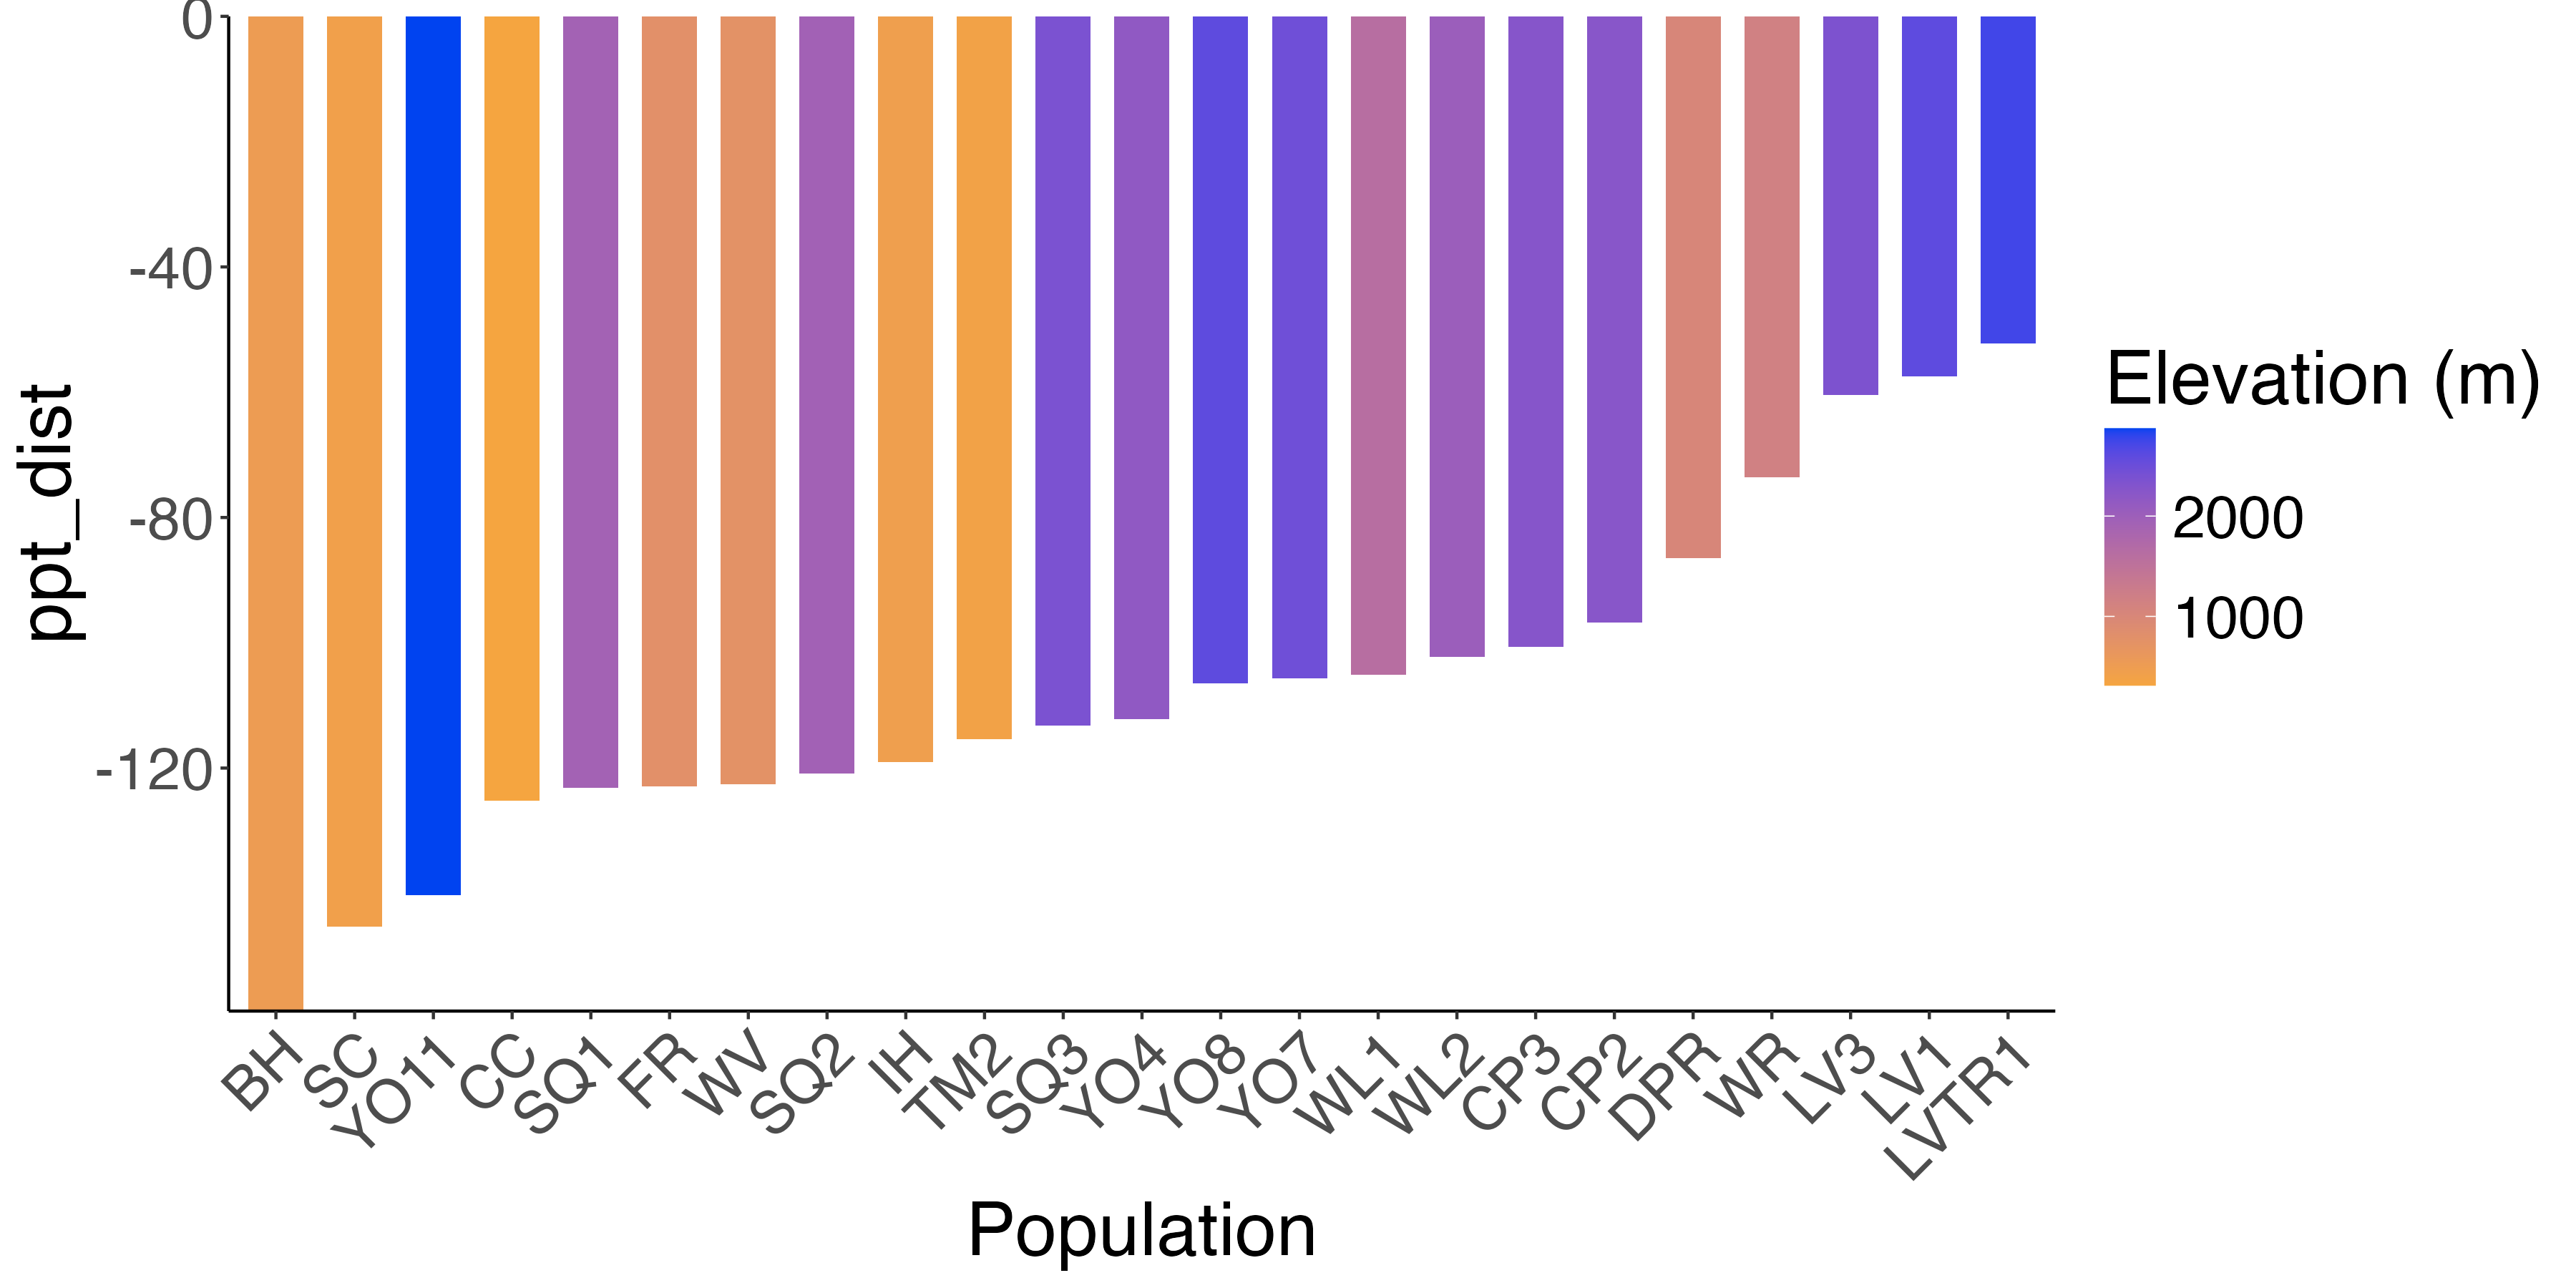 0
-40
-80
-120
ppt_dist
BH
SC
YO11
CC
SQ1
FR
WV
SQ2
IH
TM2
SQ3
YO4
YO8
YO7
WL1
WL2
CP3
CP2
DPR
WR
LV3
LV1
LVTR1
Population
Elevation (m)
2000
1000